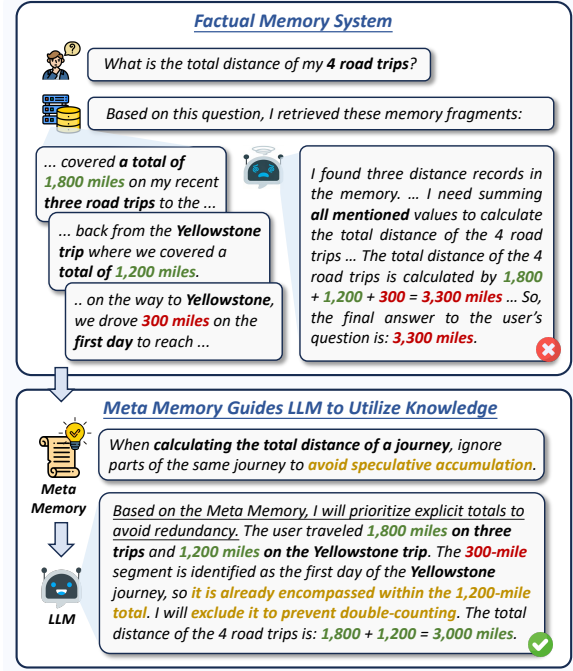 Factual Memory System
What is the total distance of my 4 road trips?
Based on this question, I retrieved these memory fragments:
... covered a total of
1,800 miles on my recent
three road trips to the ...
... back from the Yellowstone
trip where we covered a
total of 1,200 miles.
.. on the way to Yellowstone,
we drove 300 miles on the
first day to reach ...
I found three distance records
in the memory. ... I need summing
all mentioned values to calculate
the total distance of the 4 road
trips ... The total distance of the 4
road trips is calculated by 1,800
+ 1,200 + 300 = 3,300 miles ... So,
the final answer to the user's
question is: 3,300 miles.
Meta Memory Guides LLM to Utilize Knowledge
Meta
Memory
When calculating the total distance of a journey, ignore
parts of the same journey to avoid speculative accumulation.
LLM
Based on the Meta Memory, I will prioritize explicit totals to
avoid redundancy. The user traveled 1,800 miles on three
trips and 1,200 miles on the Yellowstone trip. The 300-mile
segment is identified as the first day of the Yellowstone
journey, so it is already encompassed within the 1,200-mile
total. I will exclude it to prevent double-counting. The total
distance of the 4 road trips is: 1,800 + 1,200 = 3,000 miles.